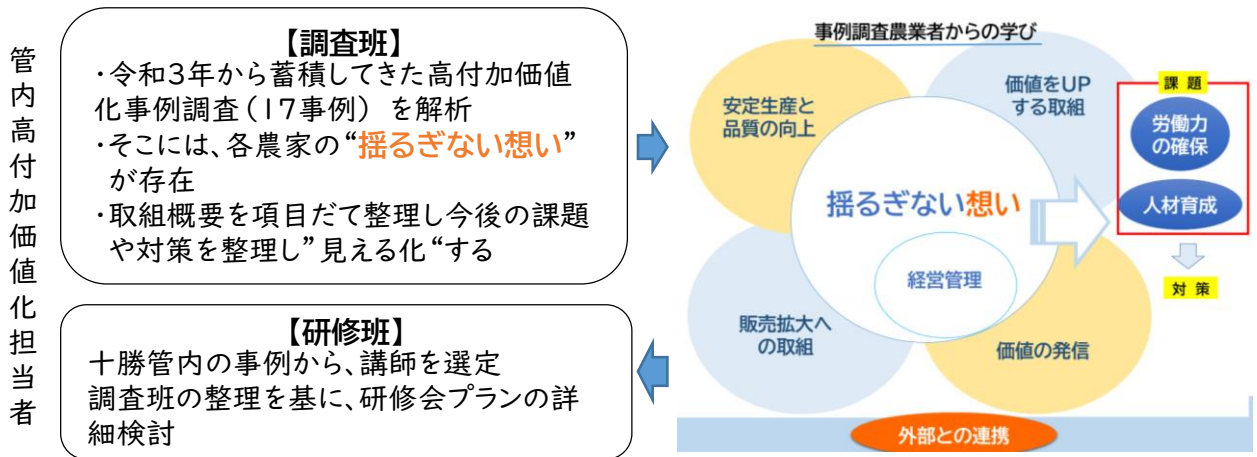 管内高付加価値化担当者
【調査班】
・令和3年から蓄積してきた高付加価値
化事例調査(17事例) を解析
・そこには、各農家の“揺るぎない想い”
が存在
・取組概要を項目だて整理し今後の課題
や対策を整理し”見える化“する
【研修班】
十勝管内の事例から、講師を選定
調査班の整理を基に、研修会プランの詳
細検討
事例調査農業者からの学び
安定生産と
品質の向上
価値をUP
する取組
揺るぎない想い
経営管理
販売拡大へ
の取組
価値の発信
外部との連携
課 題
労働力
の確保
人材育成
対 策